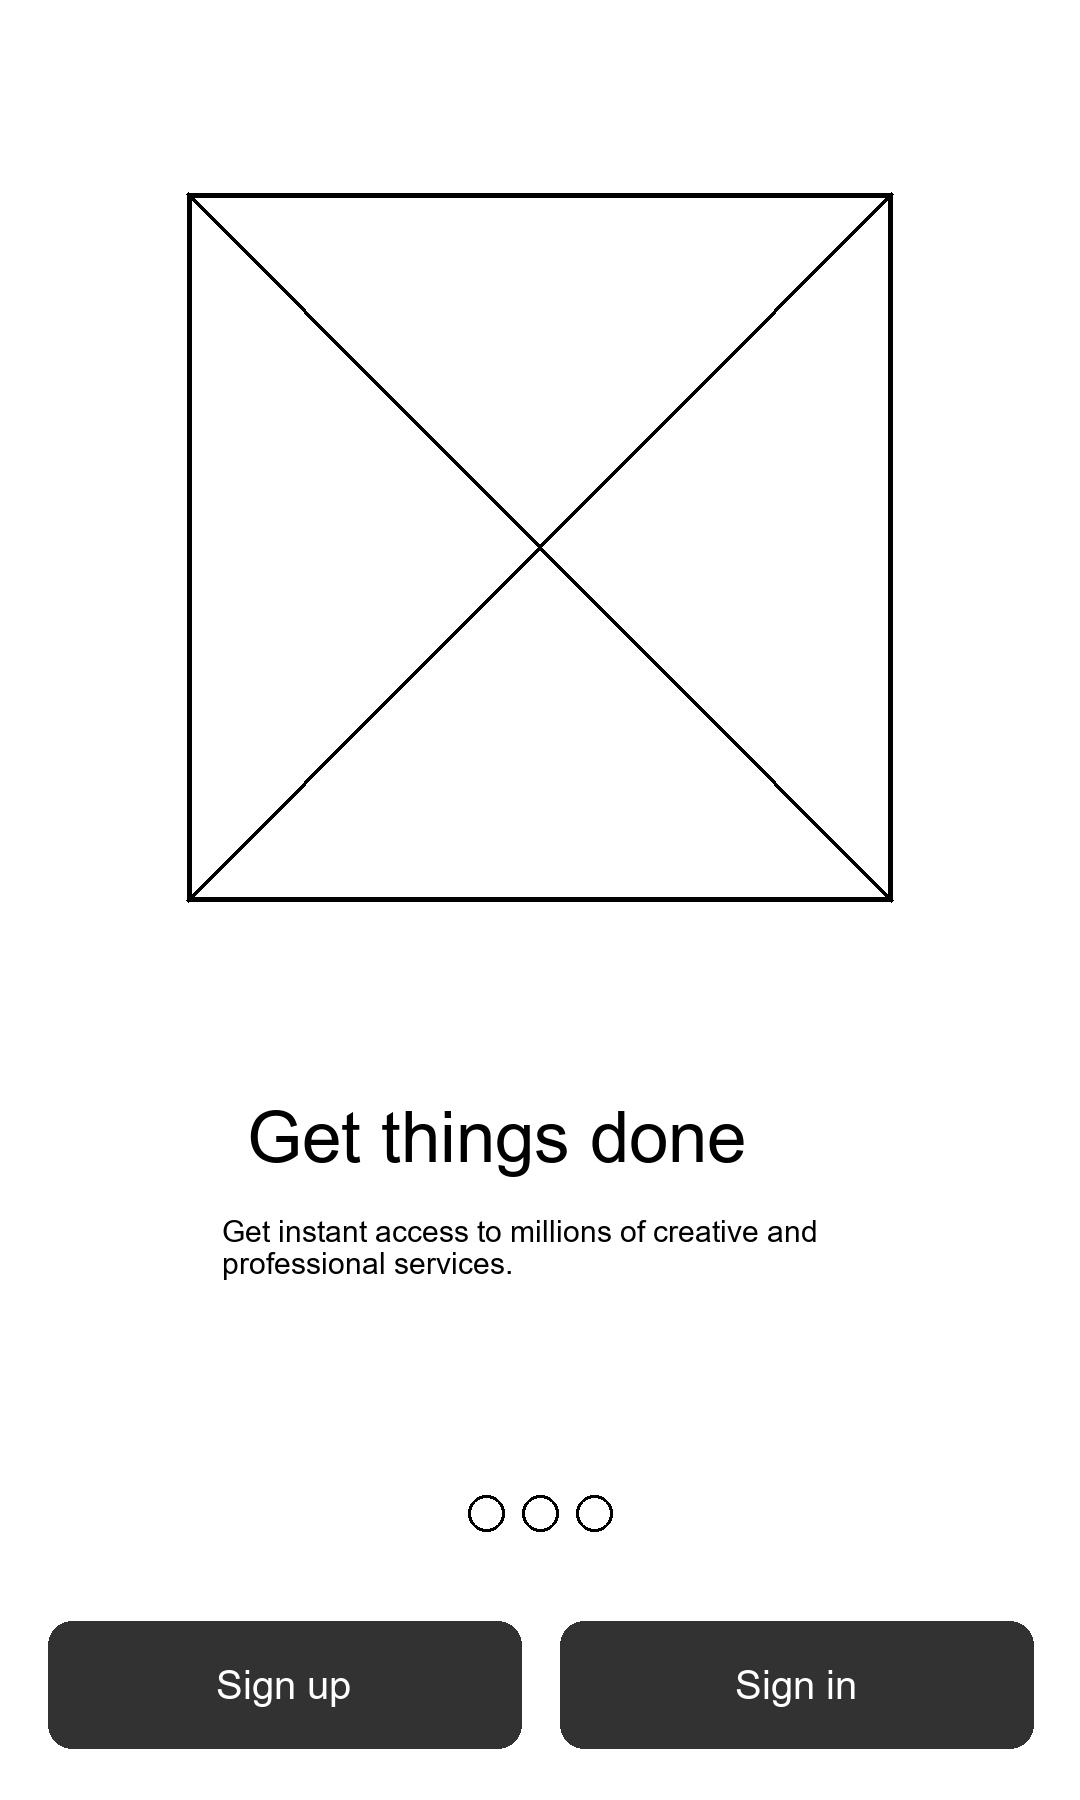 Get things done
Get instant access to millions of creative and
professional services.
Sign up
Sign in